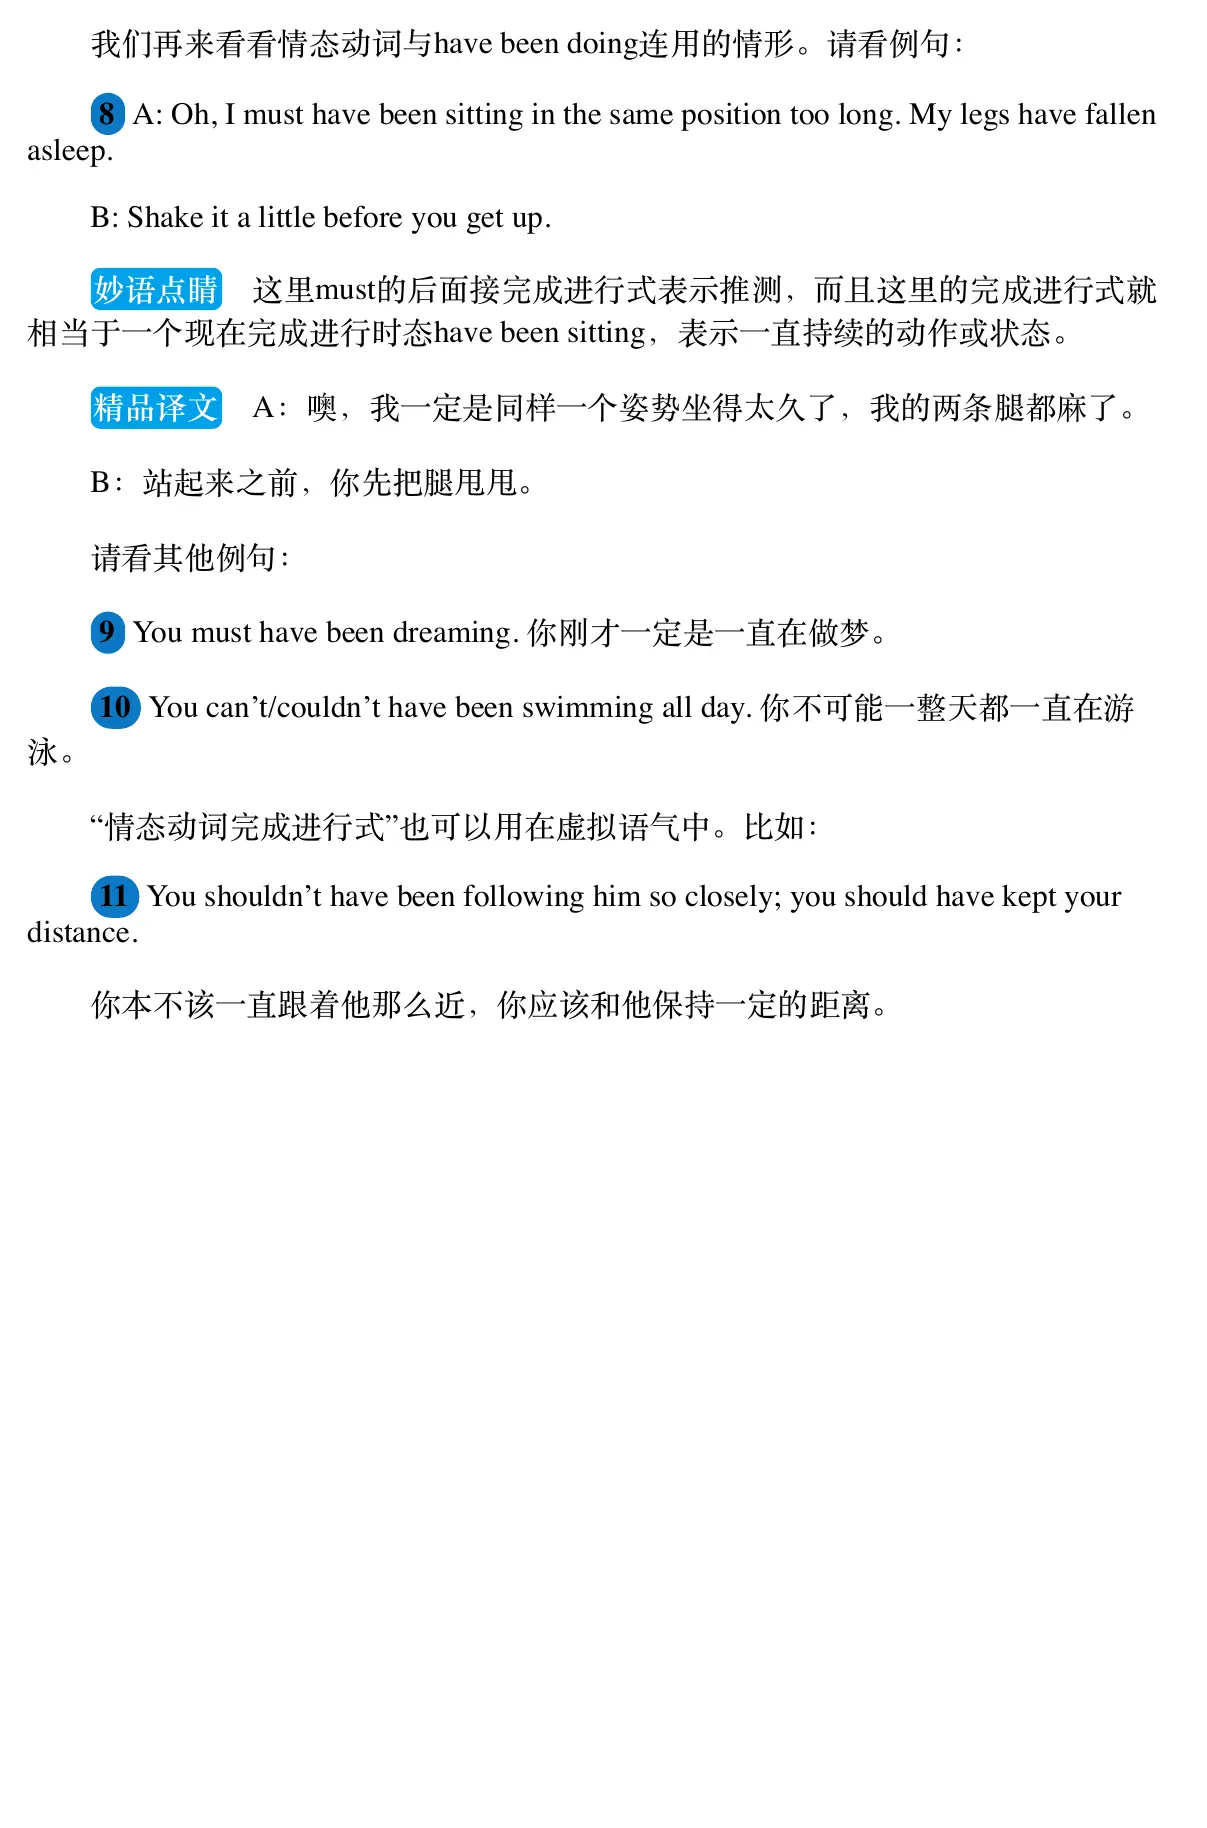 我们再来看看情态动词与have been doing连用的情形。请看例句：
8 A: Oh, I must have been sitting in the same position too long. My legs have fallen
asleep.
B: Shake it a little before you get up.
妙语点睛　这里must的后面接完成进行式表示推测，而且这里的完成进行式就
相当于一个现在完成进行时态have been sitting，表示一直持续的动作或状态。
精品译文　A：噢，我一定是同样一个姿势坐得太久了，我的两条腿都麻了。
B：站起来之前，你先把腿甩甩。
请看其他例句：
9 You must have been dreaming. 你刚才一定是一直在做梦。
10 You can’t/couldn’t have been swimming all day. 你不可能一整天都一直在游
泳。
“情态动词完成进行式”也可以用在虚拟语气中。比如：
11 You shouldn’t have been following him so closely; you should have kept your
distance.
你本不该一直跟着他那么近，你应该和他保持一定的距离。